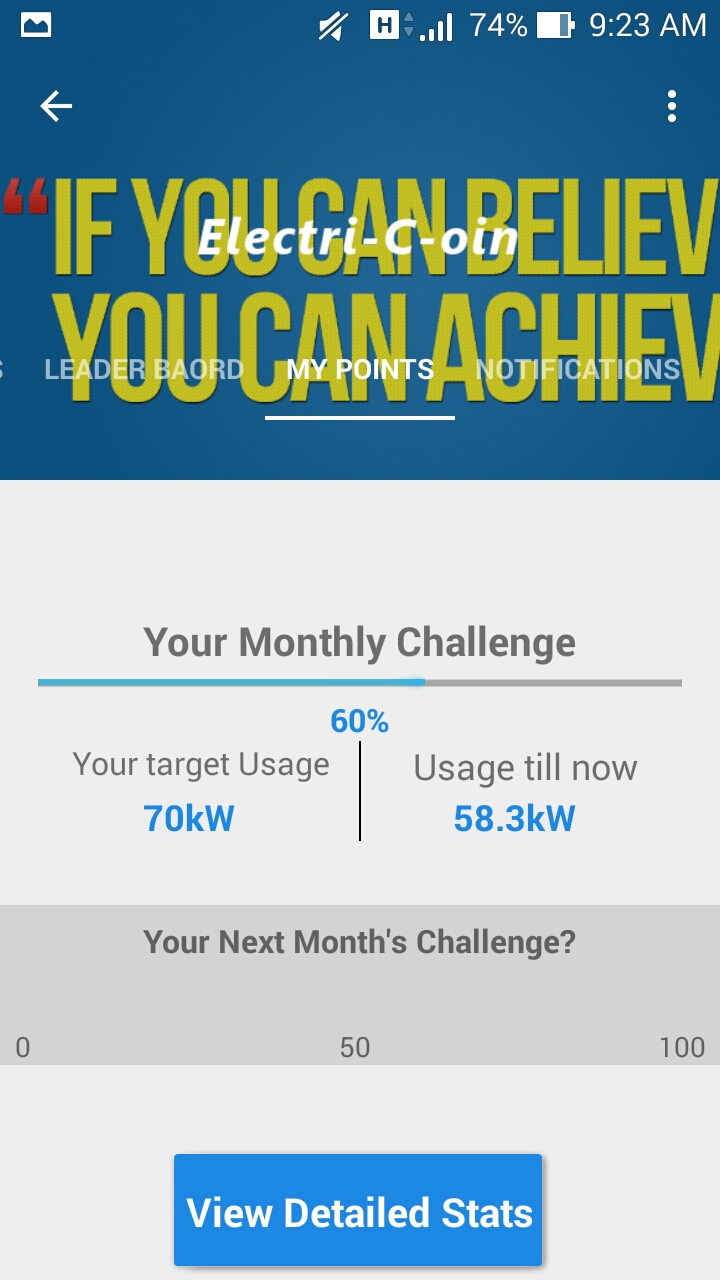 H 74% 9:23 AM
“IF YOU CAN BELIEV
Electri-C-oin
YOU CAN ACHIEV
S LEADER BAORD MY POINTS NOTIFICATIONS
Your Monthly Challenge
60%
Your target Usage Usage till now
70kW 58.3kW
Your Next Month's Challenge?
0 50 100
View Detailed Stats